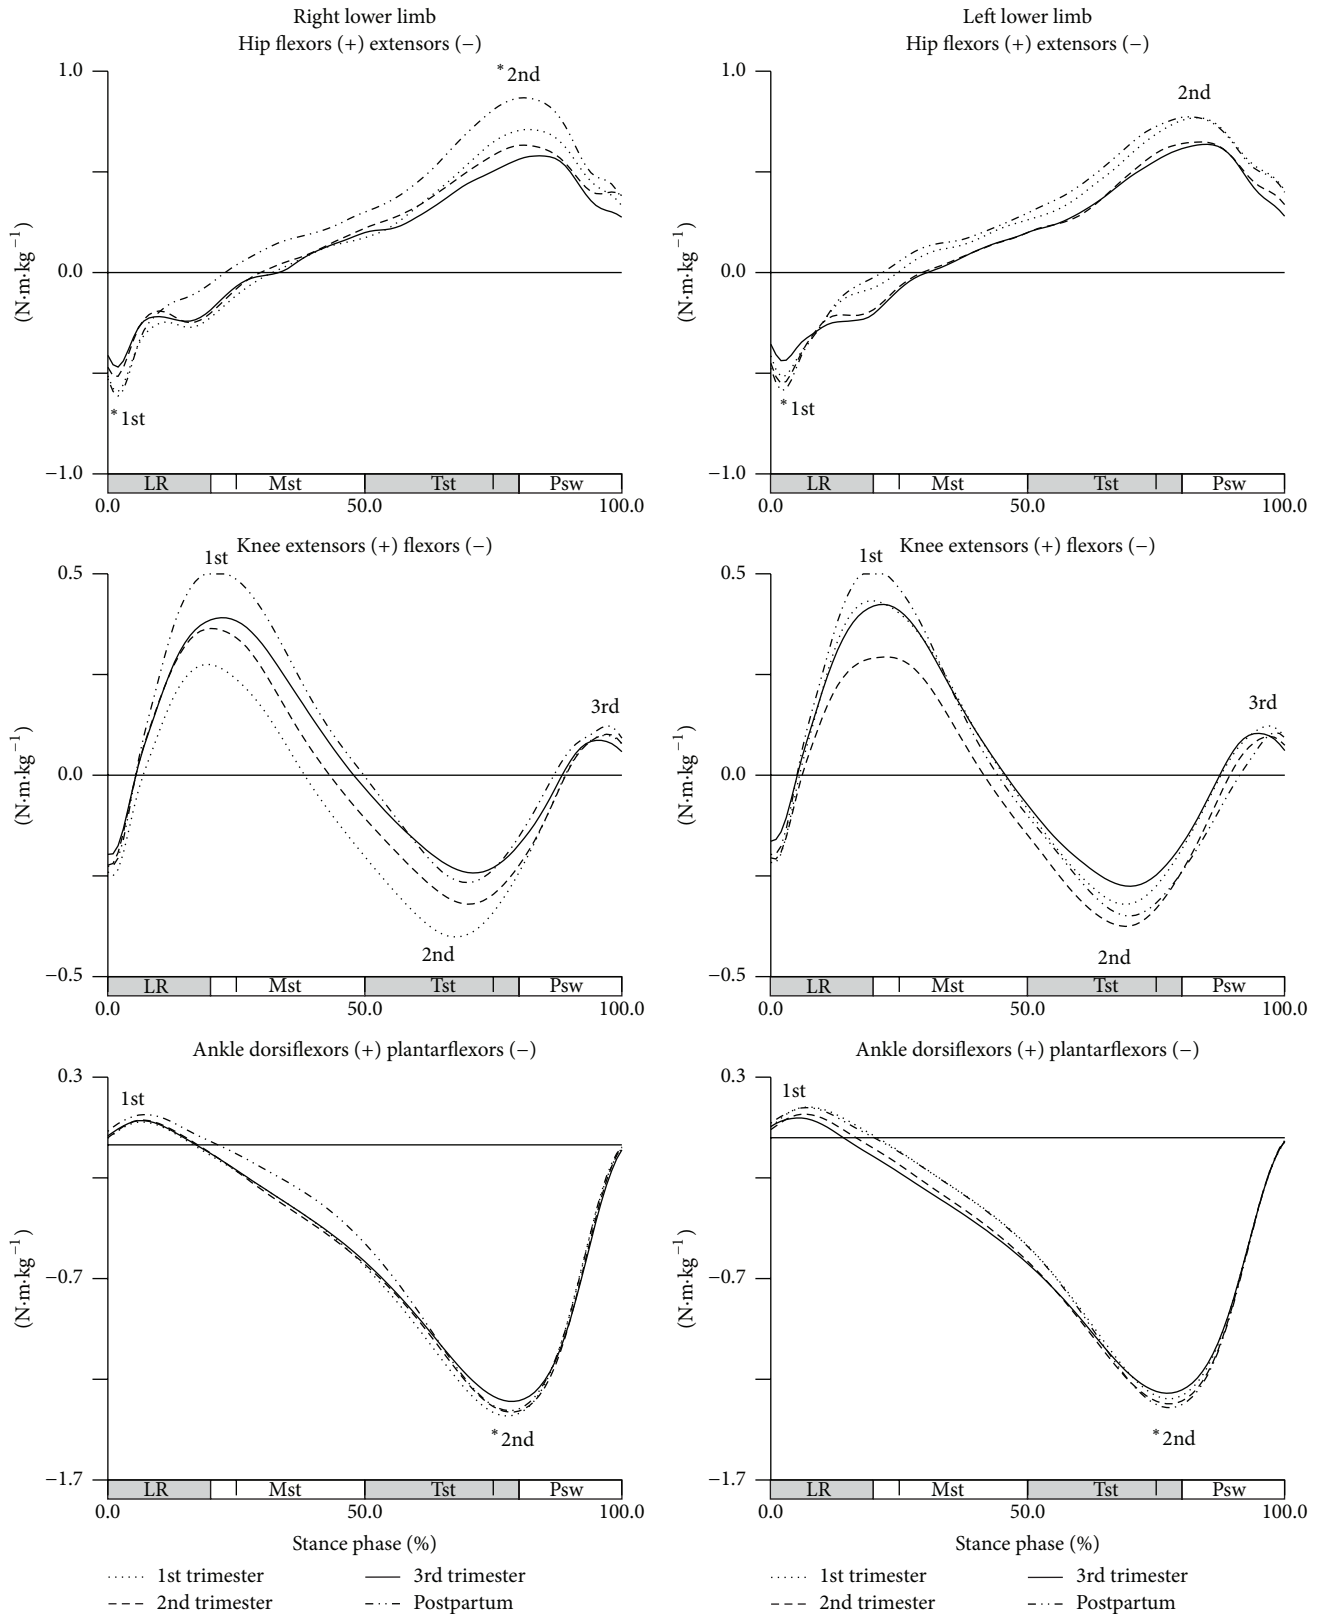 Right lower limb
Hip flexors (+) extensors (−)
*2nd
1.0
0.0
−1.0
(N·m·kg−1)
*1st
LR Mst Tst Psw
0.0 50.0 100.0
Left lower limb
Hip flexors (+) extensors (−)
2nd
1.0
0.0
−1.0
(N·m·kg−1)
*1st
LR Mst Tst Psw
0.0 50.0 100.0
Knee extensors (+) flexors (−)
1st
0.5
0.0
−0.5
(N·m·kg−1)
3rd
2nd
LR Mst Tst Psw
0.0 50.0 100.0
Knee extensors (+) flexors (−)
1st
0.5
0.0
−0.5
(N·m·kg−1)
3rd
2nd
LR Mst Tst Psw
0.0 50.0 100.0
Ankle dorsiflexors (+) plantarflexors (−)
0.3
1st
−0.7
−1.7
(N·m·kg−1)
*2nd
LR Mst Tst Psw
0.0 50.0 100.0
Stance phase (%)
1st trimester
2nd trimester
3rd trimester
Postpartum
Ankle dorsiflexors (+) plantarflexors (−)
0.3
1st
−0.7
−1.7
(N·m·kg−1)
*2nd
LR Mst Tst Psw
0.0 50.0 100.0
Stance phase (%)
1st trimester
2nd trimester
3rd trimester
Postpartum